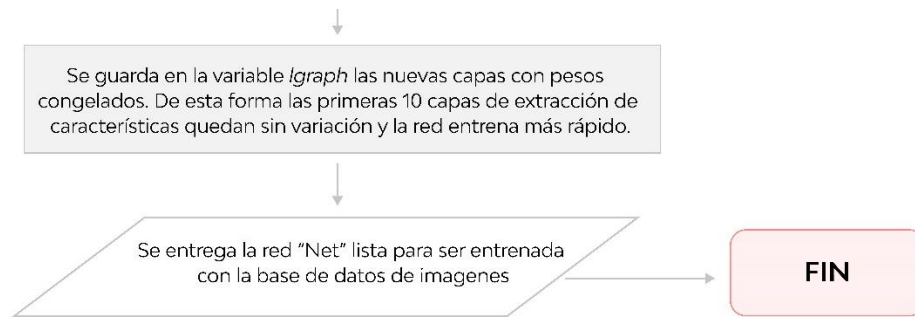 Se guarda en la variable lgraph las nuevas capas con pesos
congelados. De esta forma las primeras 10 capas de extracción de
características quedan sin variación y la red entrena más rápido.
Se entrega la red “Net” lista para ser entrenada
con la base de datos de imagenes
FIN